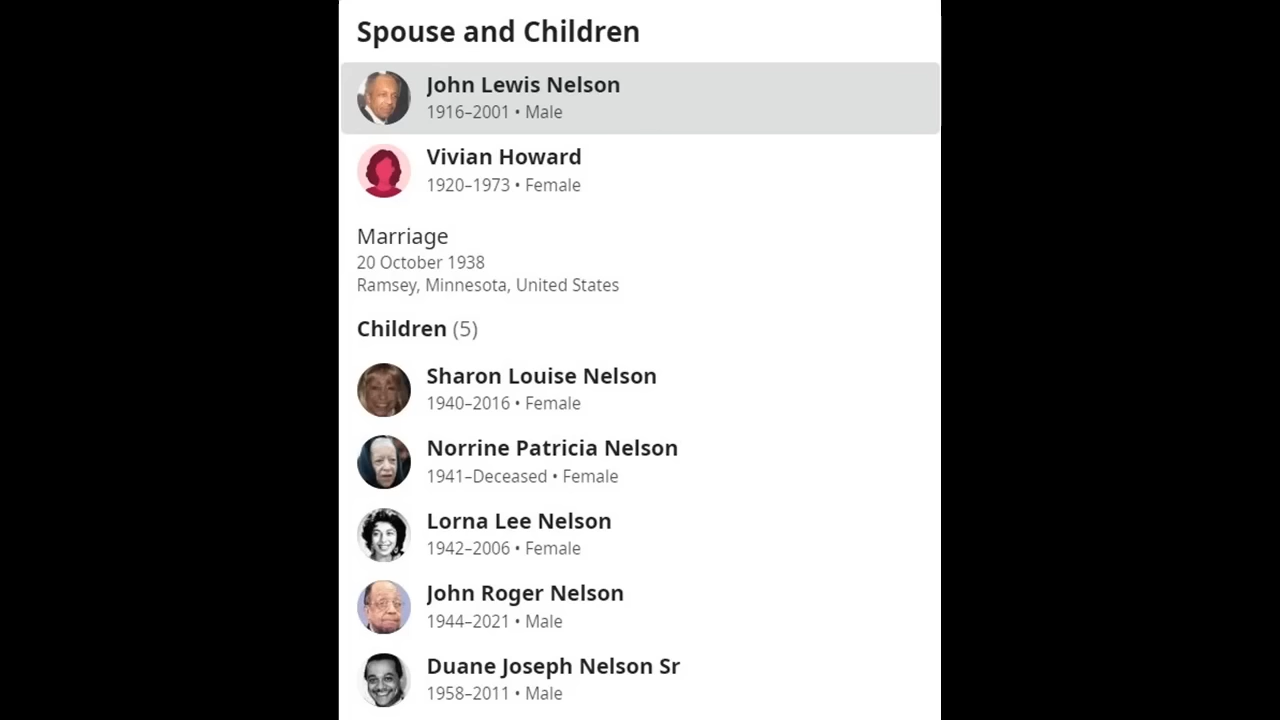 Spouse and Children
John Lewis Nelson
1916–2001 • Male
Vivian Howard
1920–1973 • Female
Marriage
20 October 1938
Ramsey, Minnesota, United States
Children (5)
Sharon Louise Nelson
1940–2016 • Female
Norrine Patricia Nelson
1941–Deceased • Female
Lorna Lee Nelson
1942–2006 • Female
John Roger Nelson
1944–2021 • Male
Duane Joseph Nelson Sr
1958–2011 • Male